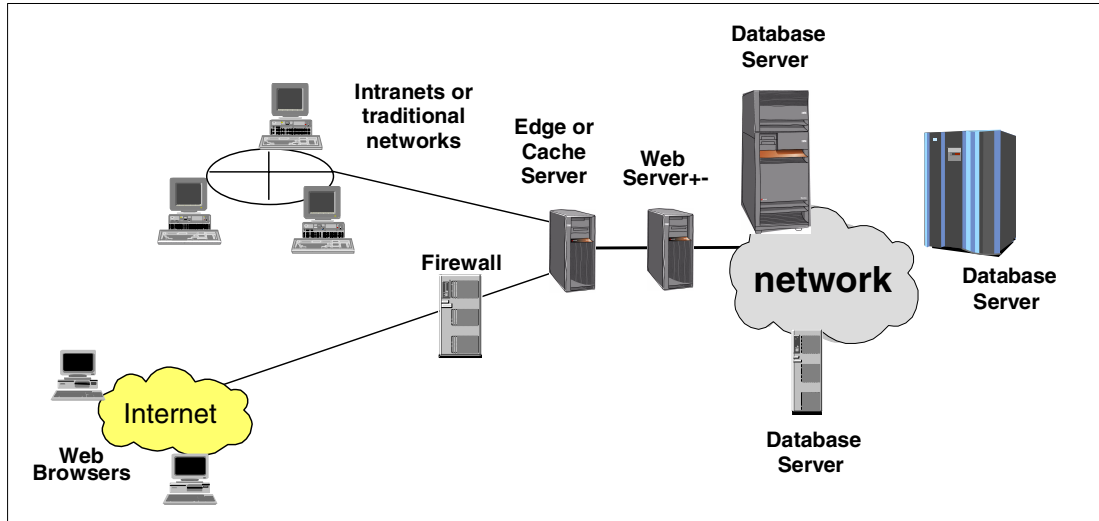 Database
Server
Intranets or
traditional
networks
Edge or
Cache
Server
Web
Server+-
Firewall
network
Database
Server
Internet
Web
Browsers
Database
Server